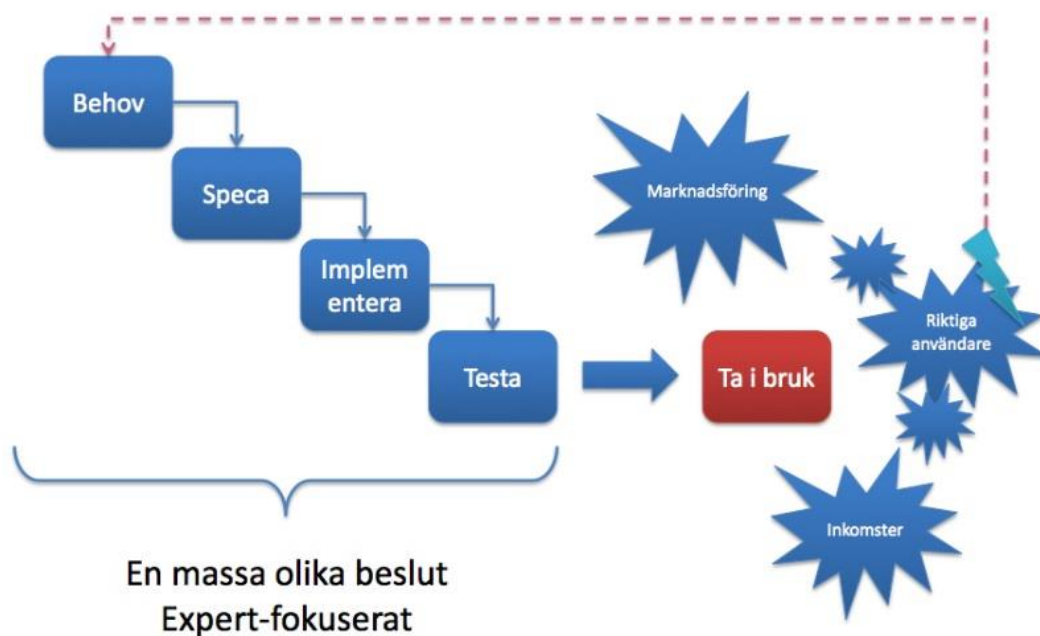 Behov
Speca
Implem
entera
Testa
Ta i bruk
Marknadsföring
Riktiga
användare
Inkomster
En massa olika beslut
Expert-fokuserat